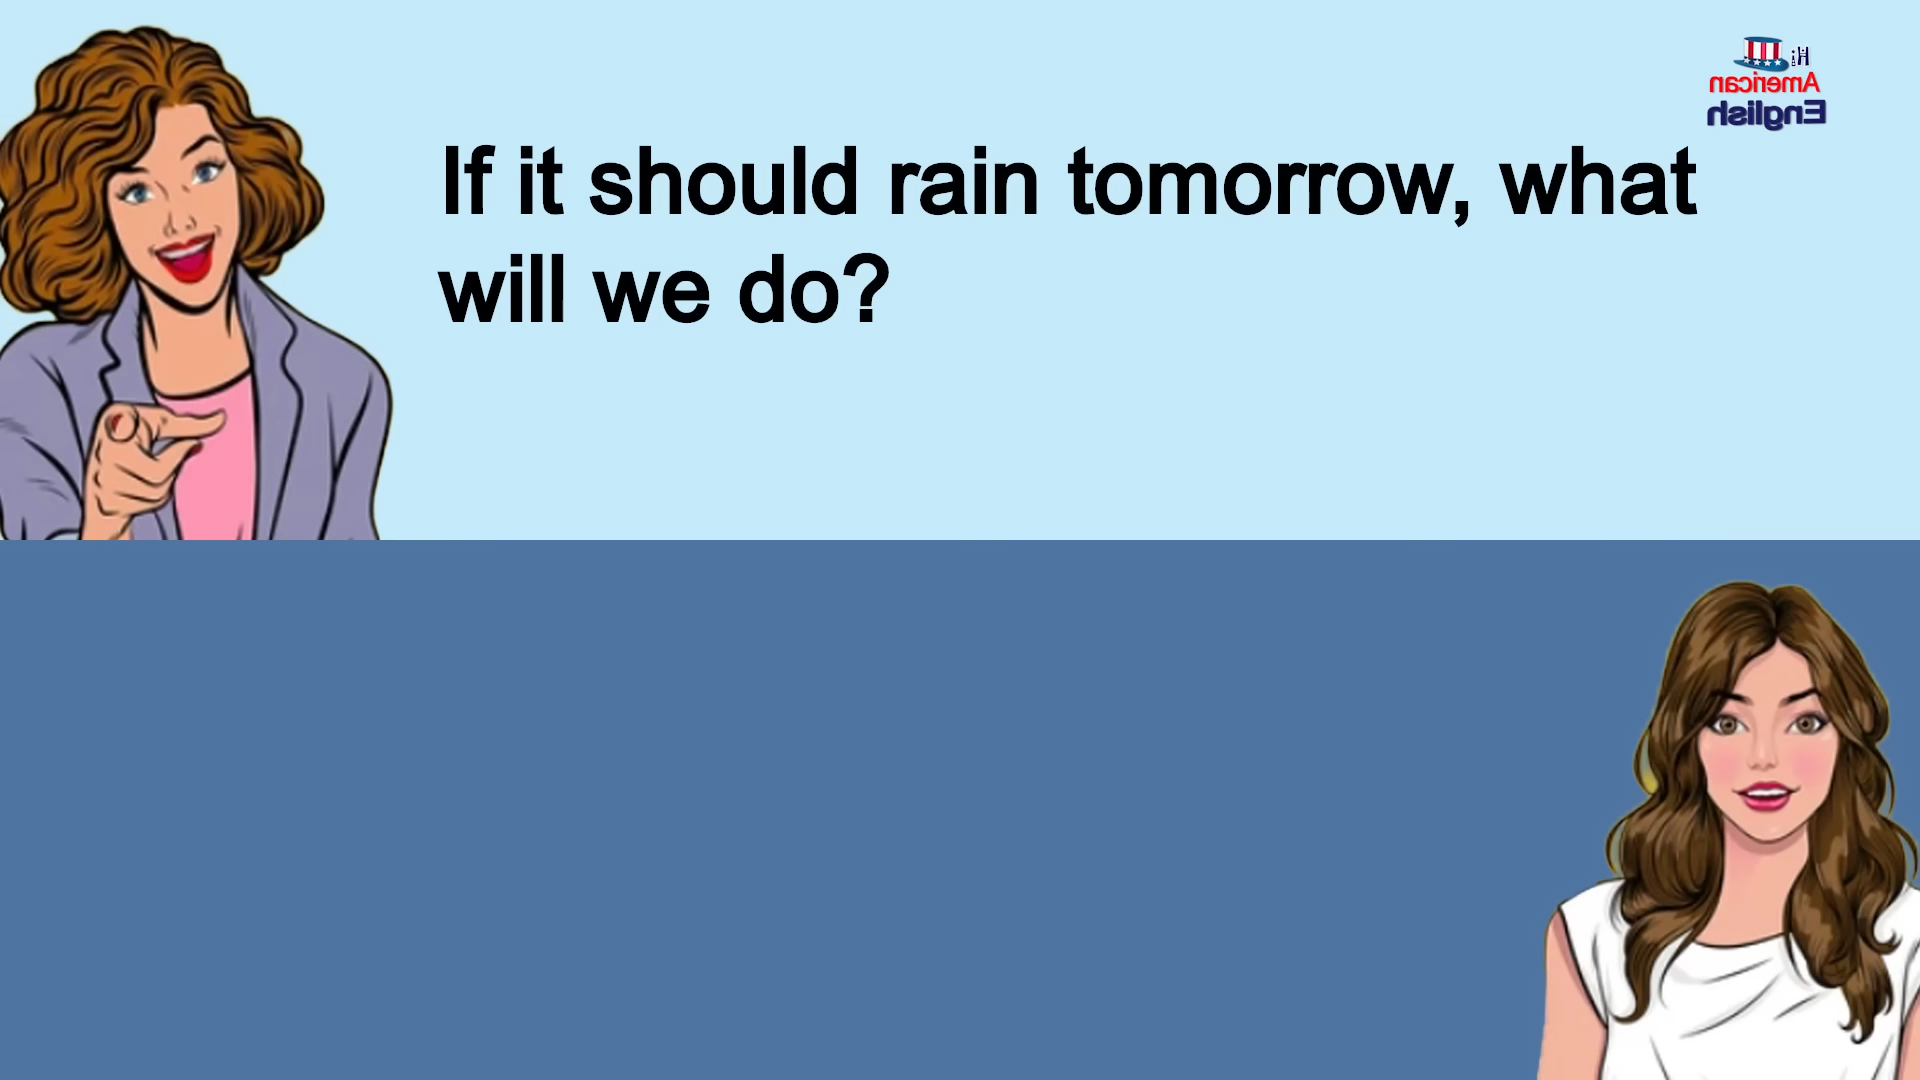 Hi
American
English
If it should rain tomorrow, what
will we do?